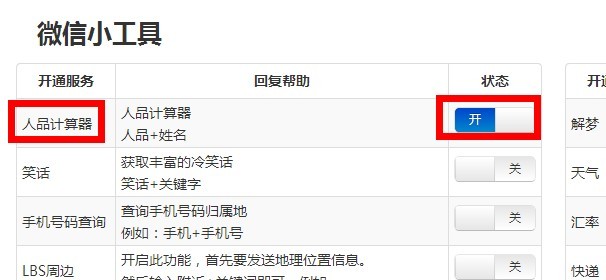 微信小工具
开通服务 回复帮助 状态 开通
人品计算器 人品计算器 开 解梦
人品+姓名
笑话 获取丰富的冷笑话 关 天气
笑话+关键字
手机号码查询 查询手机号码归属地 关 汇率
例如：手机+手机号
LBS周边 开启此功能，首先要发送地理位置信息。 关 快递